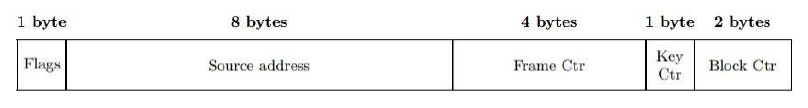 1 byte 8 bytes 4 bytes 1 byte 2 bytes
Flags Source address Frame Ctr Key Ctr Block Ctr